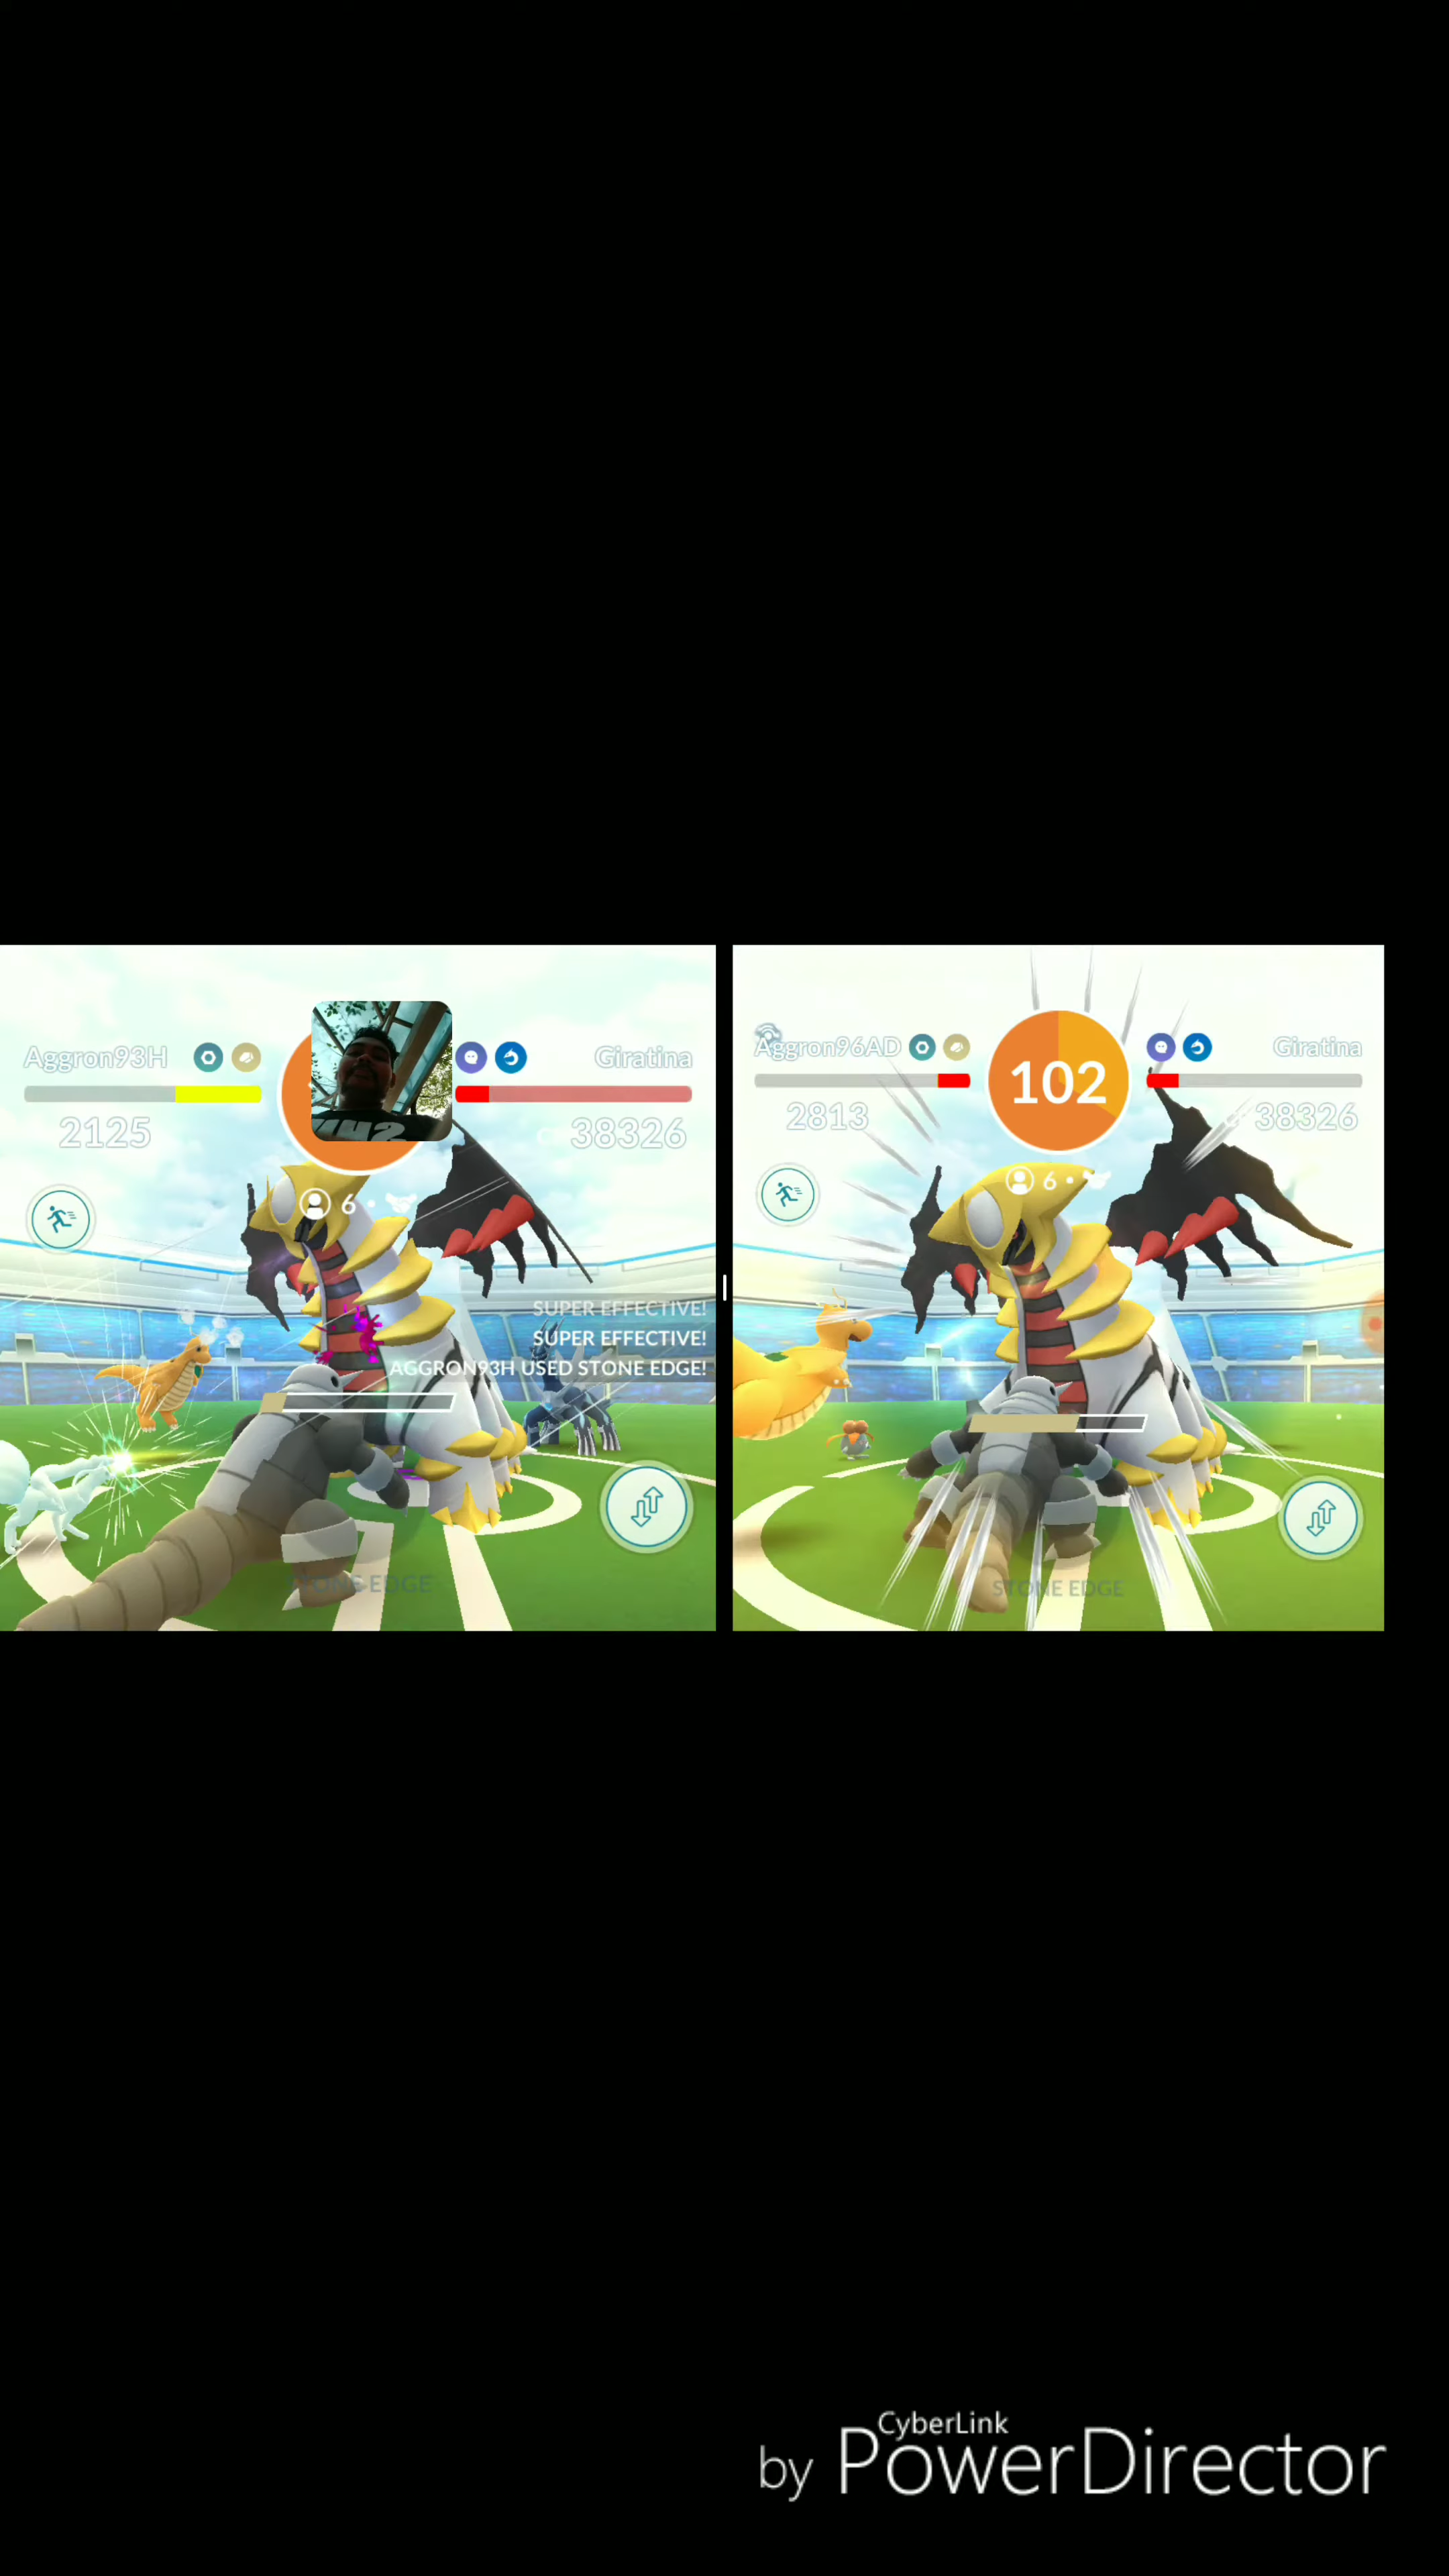 Aggron93H
Giratina
2125
38326
6
SUPER EFFECTIVE!
SUPER EFFECTIVE!
AGGRON93H USED STONE EDGE!
STONE EDGE
Aggron96AD
102
Giratina
2813
38326
6
STONE EDGE
CyberLink
by PowerDirector